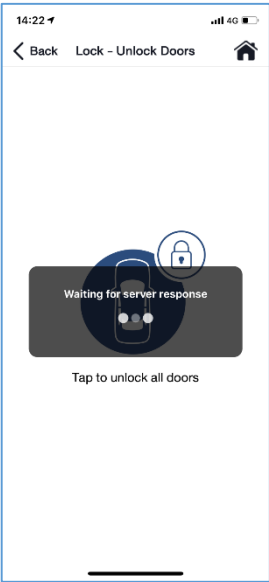 14:22
4G
Back Lock - Unlock Doors
Waiting for server response
Tap to unlock all doors